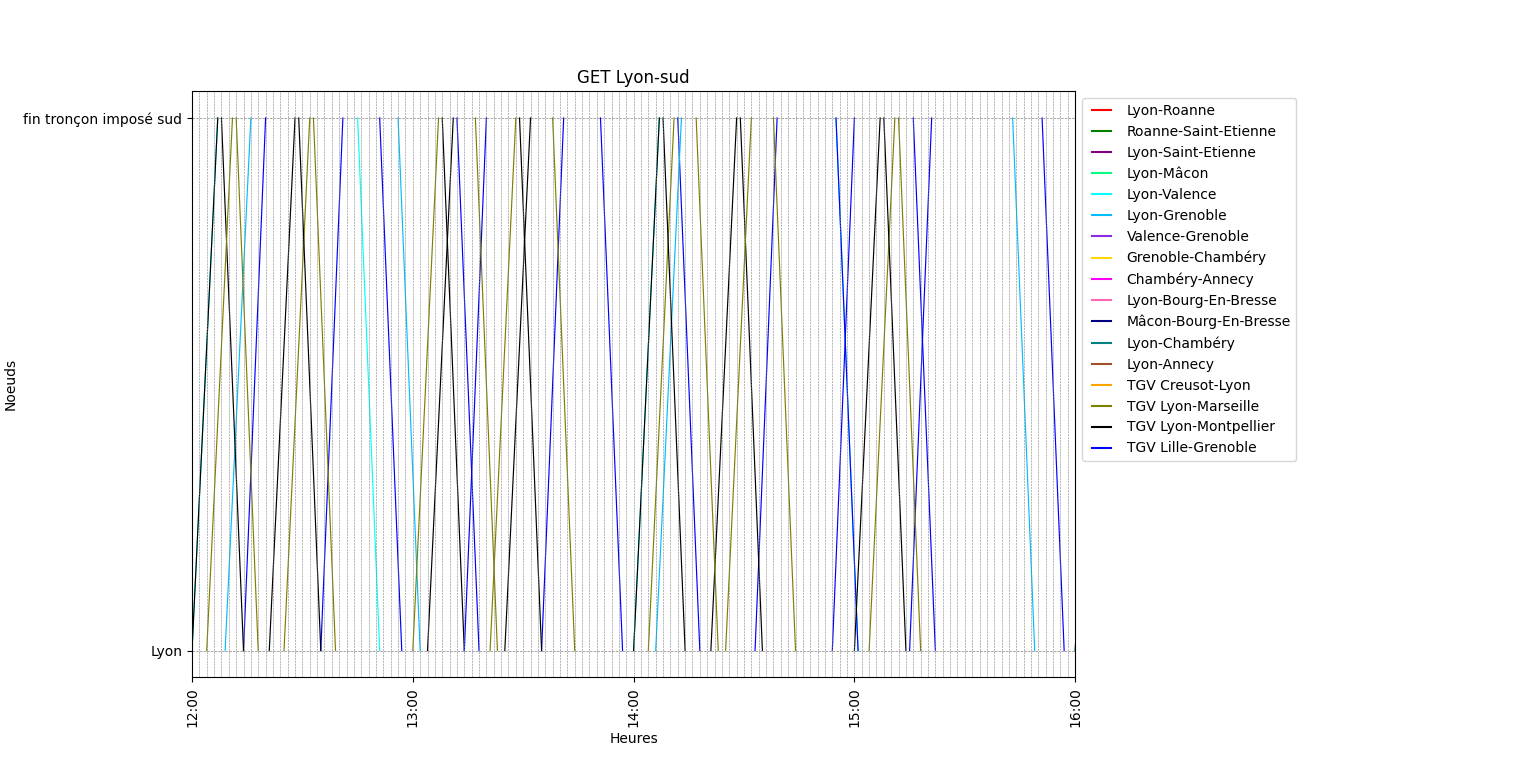 GET Lyon-sud
fin tronçon imposé sud
Lyon
Noeuds
12:00
13:00
14:00
15:00
16:00
Heures
Lyon-Roanne
Roanne-Saint-Etienne
Lyon-Saint-Etienne
Lyon-Mâcon
Lyon-Valence
Lyon-Grenoble
Valence-Grenoble
Grenoble-Chambéry
Chambéry-Annecy
Lyon-Bourg-En-Bresse
Mâcon-Bourg-En-Bresse
Lyon-Chambéry
Lyon-Annecy
TGV Creusot-Lyon
TGV Lyon-Marseille
TGV Lyon-Montpellier
TGV Lille-Grenoble